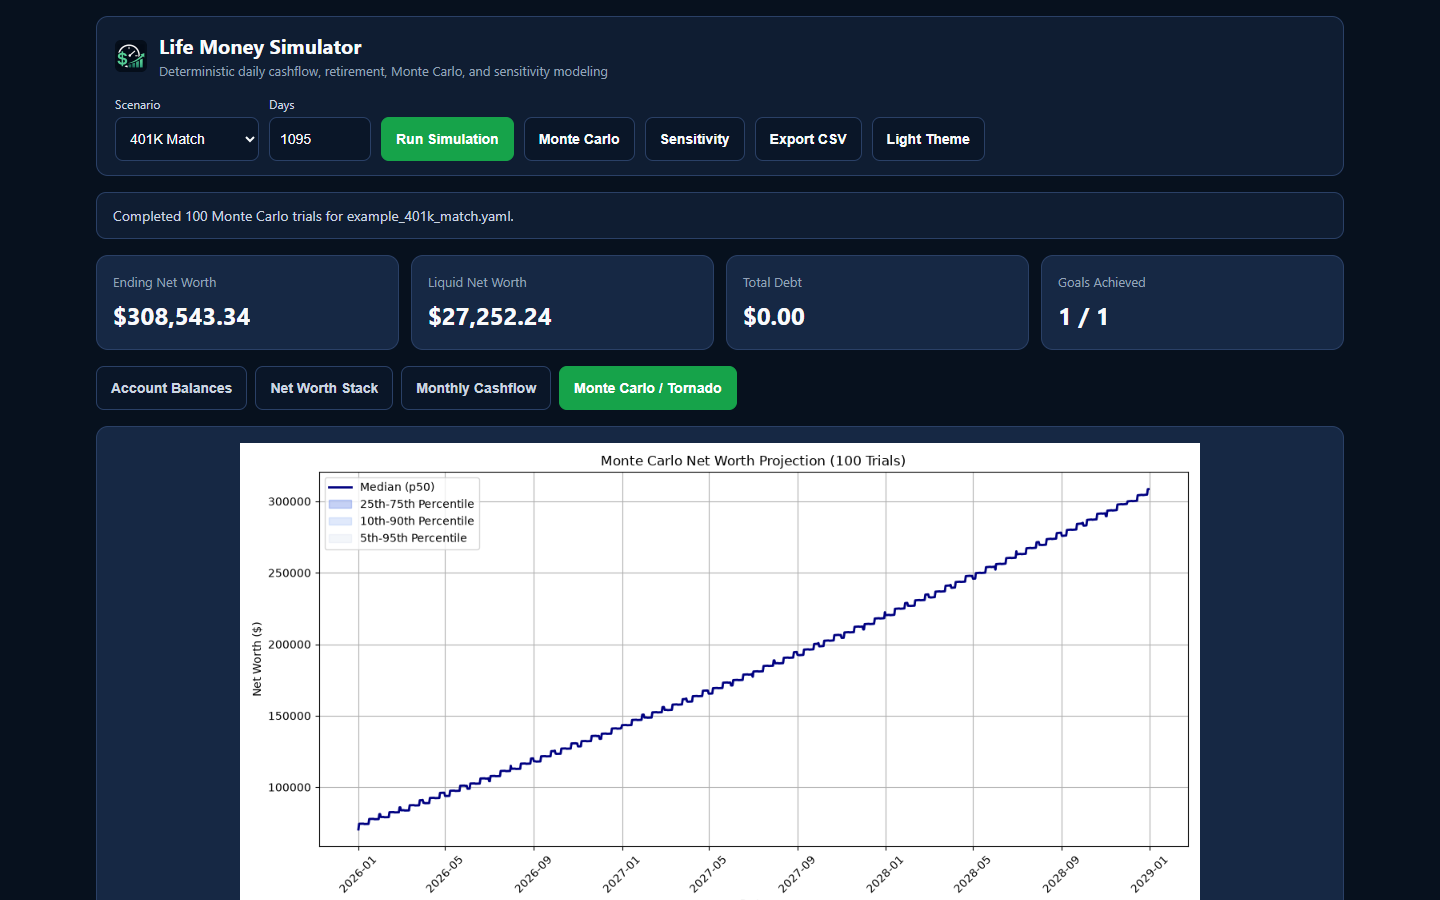 Life Money Simulator
Deterministic daily cashflow, retirement, Monte Carlo, and sensitivity modeling
Scenario
Days
401K Match
1095
Run Simulation
Monte Carlo
Sensitivity
Export CSV
Light Theme
Completed 100 Monte Carlo trials for example_401k_match.yaml.
Ending Net Worth
$308,543.34
Liquid Net Worth
$27,252.24
Total Debt
$0.00
Goals Achieved
1 / 1
Account Balances
Net Worth Stack
Monthly Cashflow
Monte Carlo / Tornado
Monte Carlo Net Worth Projection (100 Trials)
Median (p50)
25th-75th Percentile
10th-90th Percentile
5th-95th Percentile
Net Worth ($)
300000
250000
200000
150000
100000
2026-01
2026-05
2026-09
2027-01
2027-05
2027-09
2028-01
2028-05
2028-09
2029-01